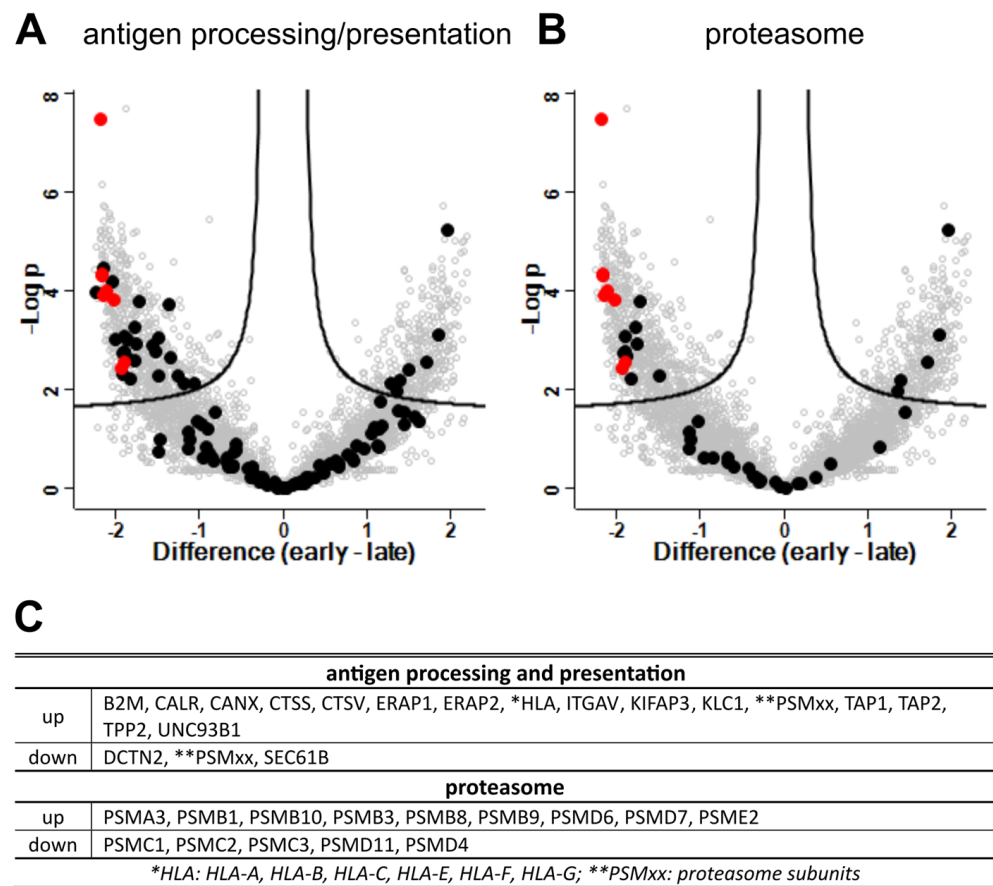 A antigen processing/presentation B proteasome
8 8
6 6
4 4
2 2
0 0
-Log p -Log p
-2 -1 0 1 2 -2 -1 0 1 2
Difference (early - late) Difference (early - late)
C
antigen processing and presentation
up B2M, CALR, CANX, CTSS, CTSV, ERAP1, ERAP2, *HLA, ITGAV, KIFAP3, KLC1, **PSMxx, TAP1, TAP2,
TPP2, UNC93B1
down DCTN2, **PSMxx, SEC61B
proteasome
up PSMA3, PSMB1, PSMB10, PSMB3, PSMB8, PSMB9, PSMD6, PSMD7, PSME2
down PSMC1, PSMC2, PSMC3, PSMD11, PSMD4
*HLA: HLA-A, HLA-B, HLA-C, HLA-E, HLA-F, HLA-G; **PSMxx: proteasome subunits